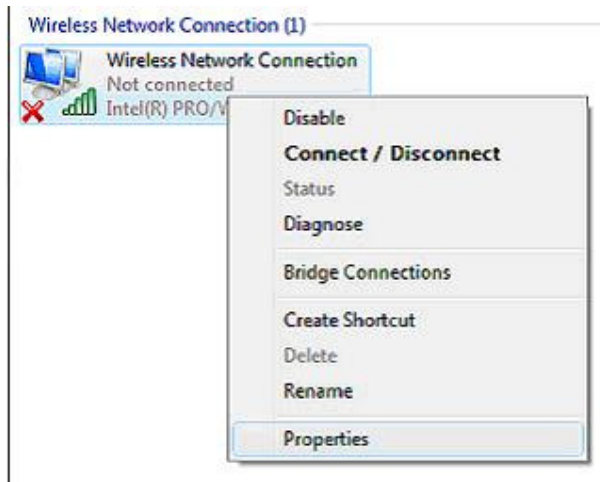 Wireless Network Connection (1)
Wireless Network Connection
Not connected
Intel(R) PRO/
Disable
Connect / Disconnect
Status
Diagnose
Bridge Connections
Create Shortcut
Delete
Rename
Properties